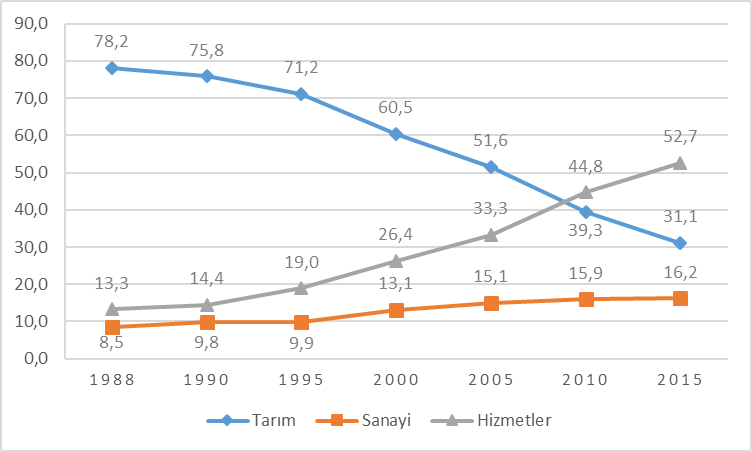 90,0
80,0
70,0
60,0
50,0
40,0
30,0
20,0
10,0
0,0
78,2 75,8 71,2 60,5 51,6 39,3 31,1
13,3 14,4 19,0 26,4 33,3 44,8 52,7
8,5 9,8 9,9 13,1 15,1 15,9 16,2
1988 1990 1995 2000 2005 2010 2015
Tarım Sanayi Hizmetler